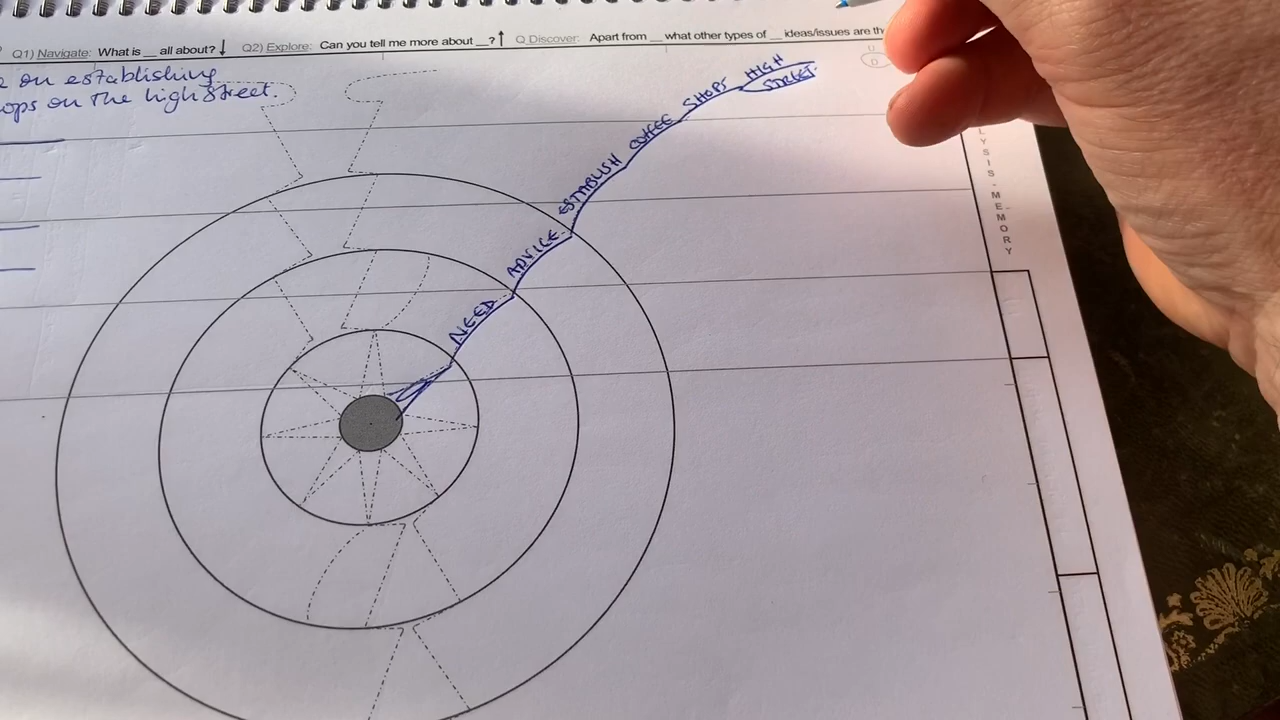 Q1) Navigate: What is __ all about?↓ Q2) Explore: Can you tell me more about __?↑ Q Discover: Apart from __ what other types of __ ideas/issues are the
on establishing
ops on the high street.
NEED ADVICE ESTABLISH COFFEE SHOPS HIGH
STREET.
U
D
LYSIS-MEMORY